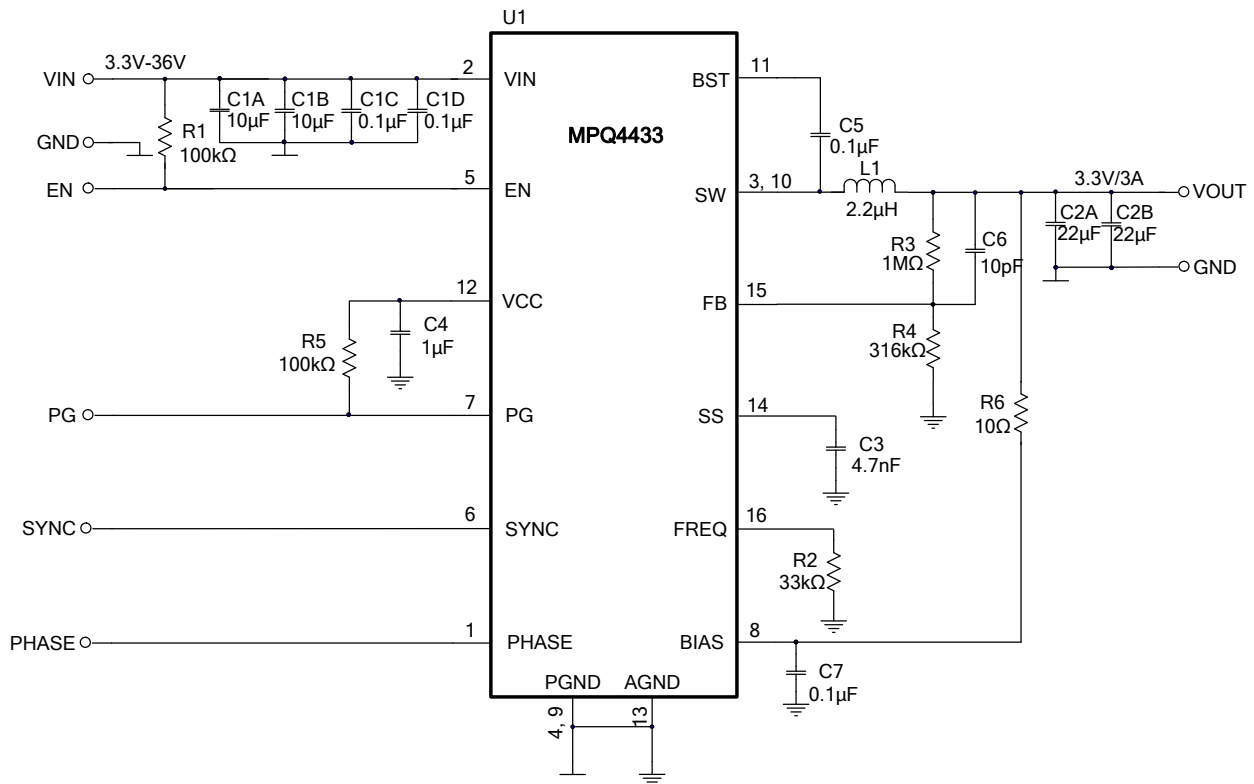 U1
3.3V-36V
VIN
2
VIN
BST
11
C1A
10µF
C1B
10µF
C1C
0.1µF
C1D
0.1µF
MPQ4433
C5
0.1µF
GND
R1
100kΩ
EN
5
EN
SW
3, 10
L1
2.2µH
3.3V/3A
VOUT
R3
1MΩ
C6
10pF
C2A
22µF
C2B
22µF
GND
12
VCC
FB
15
R5
100kΩ
C4
1µF
R4
316kΩ
PG
7
PG
SS
14
R6
10Ω
C3
4.7nF
SYNC
6
SYNC
FREQ
16
R2
33kΩ
PHASE
1
PHASE
BIAS
8
C7
0.1µF
PGND
AGND
4, 9
13